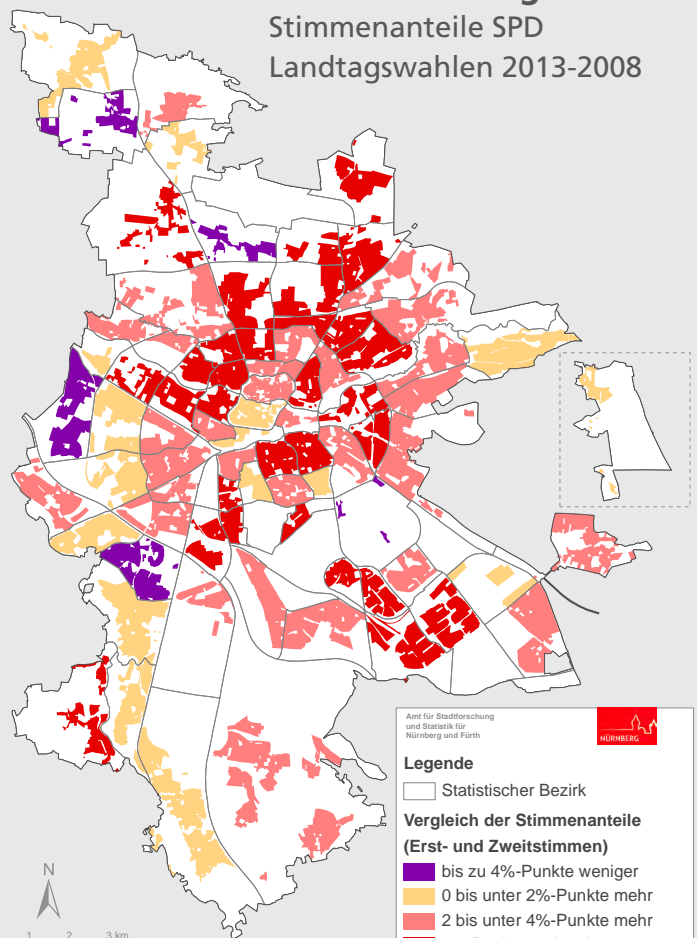 Stimmenanteile SPD
Landtagswahlen 2013-2008
Amt für Stadtforschung
und Statistik für
Nürnberg und Fürth
NÜRNBERG
Legende
Statistischer Bezirk
Vergleich der Stimmenanteile
(Erst- und Zweitstimmen)
bis zu 4%-Punkte weniger
0 bis unter 2%-Punkte mehr
2 bis unter 4%-Punkte mehr
N
1 2 3 km